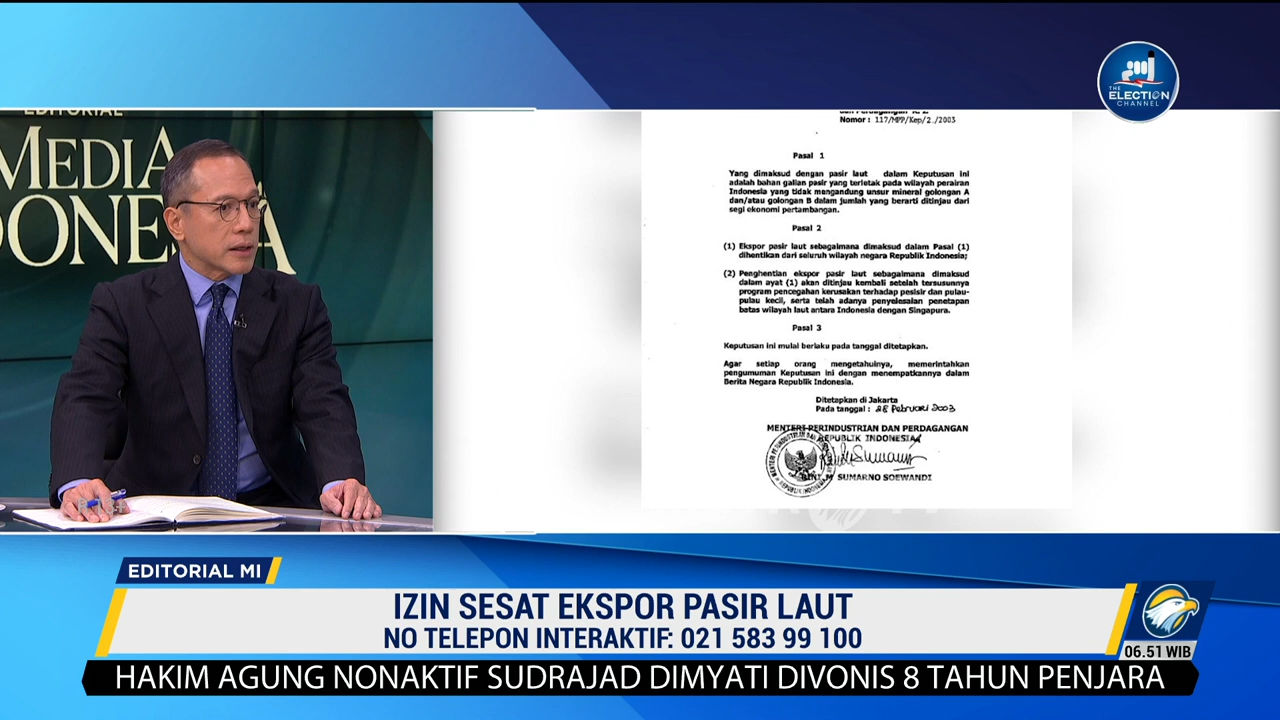 THE
ELECTION
CHANNEL
EDITORIAL
MEDIA
INDONESIA
Nomor : 117/MPP/Kep/2./2003
Pasal 1
Yang dimaksud dengan pasir laut dalam Keputusan ini
adalah bahan galian pasir yang terletak pada wilayah perairan
Indonesia yang tidak mengandung unsur mineral golongan A
dan/atau golongan B dalam jumlah yang berarti ditinjau dari
segi ekonomi pertambangan.
Pasal 2
(1) Ekspor pasir laut sebagaimana dimaksud dalam Pasal (1)
dihentikan dari seluruh wilayah negara Republik Indonesia;
(2) Penghentian ekspor pasir laut sebagaimana dimaksud
dalam ayat (1) akan ditinjau kembali setelah tersusunnya
program pencegahan kerusakan terhadap pesisir dan pulau-
pulau kecil, serta telah adanya penyelesaian penetapan
batas wilayah laut antara Indonesia dengan Singapura.
Pasal 3
Keputusan ini mulai berlaku pada tanggal ditetapkan.
Agar setiap orang mengetahuinya, memerintahkan
pengumuman Keputusan ini dengan menempatkannya dalam
Berita Negara Republik Indonesia.
Ditetapkan di Jakarta
Pada tanggal : 28 Februari 2003
MENTERI PERINDUSTRIAN DAN PERDAGANGAN
REPUBLIK INDONESIA
RINI M SUMARNO SOEWANDI
EDITORIAL MI
IZIN SESAT EKSPOR PASIR LAUT
NO TELEPON INTERAKTIF: 021 583 99 100
06.51 WIB
HAKIM AGUNG NONAKTIF SUDRAJAD DIMYATI DIVONIS 8 TAHUN PENJARA